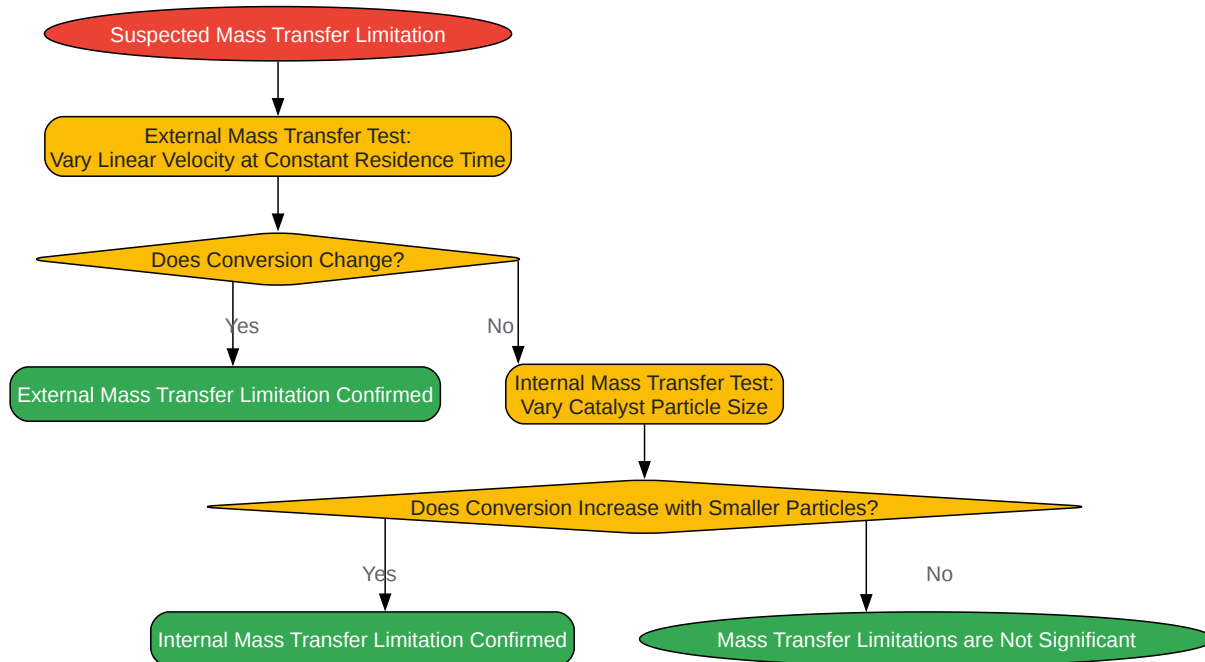 Suspected Mass Transfer Limitation
External Mass Transfer Test:
Vary Linear Velocity at Constant Residence Time
Does Conversion Change?
Yes
No
External Mass Transfer Limitation Confirmed
Internal Mass Transfer Test:
Vary Catalyst Particle Size
Does Conversion Increase with Smaller Particles?
Yes
No
Internal Mass Transfer Limitation Confirmed
Mass Transfer Limitations are Not Significant